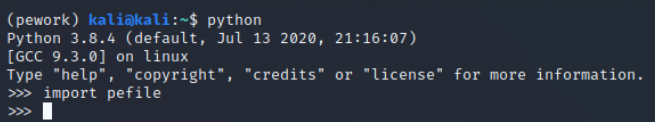 (pework) kali@kali:~$ python
Python 3.8.4 (default, Jul 13 2020, 21:16:07)
[GCC 9.3.0] on linux
Type "help", "copyright", "credits" or "license" for more information.
>>> import pefile
>>>